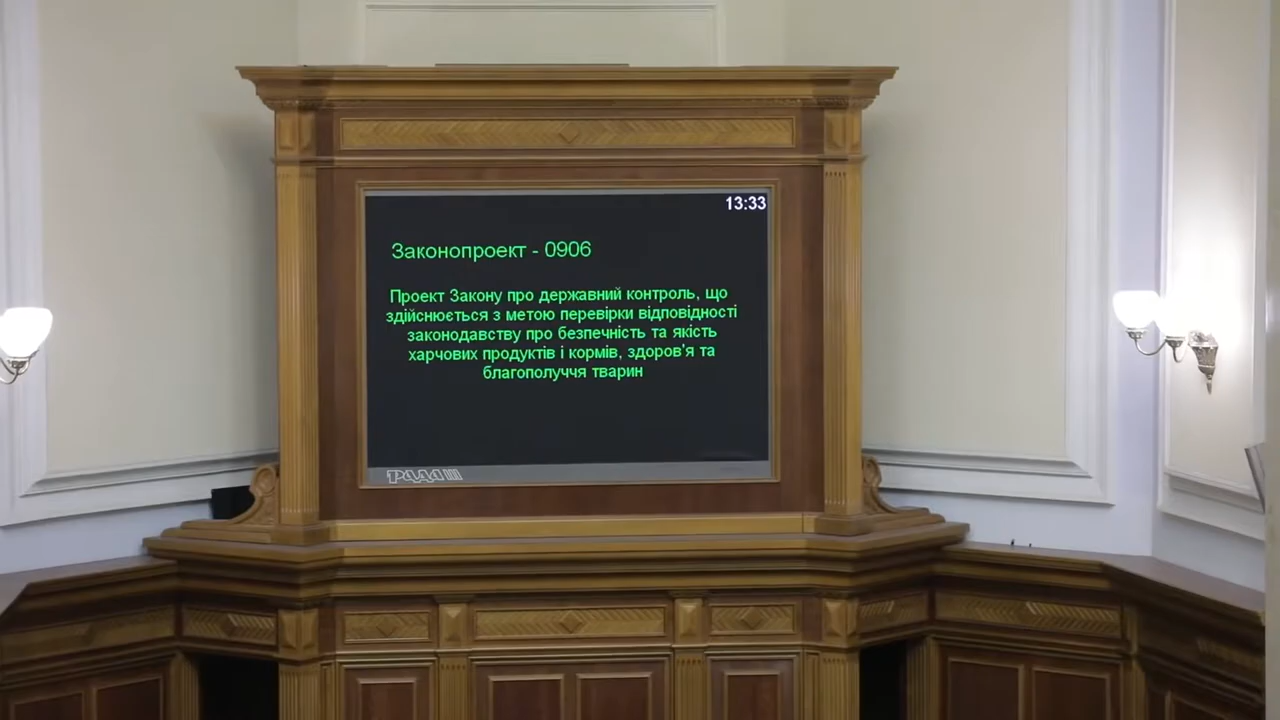 13:33
Законопроект - 0906
Проект Закону про державний контроль, що
здійснюється з метою перевірки відповідності
законодавству про безпечність та якість
харчових продуктів і кормів, здоров'я та
благополуччя тварин
РАДА III